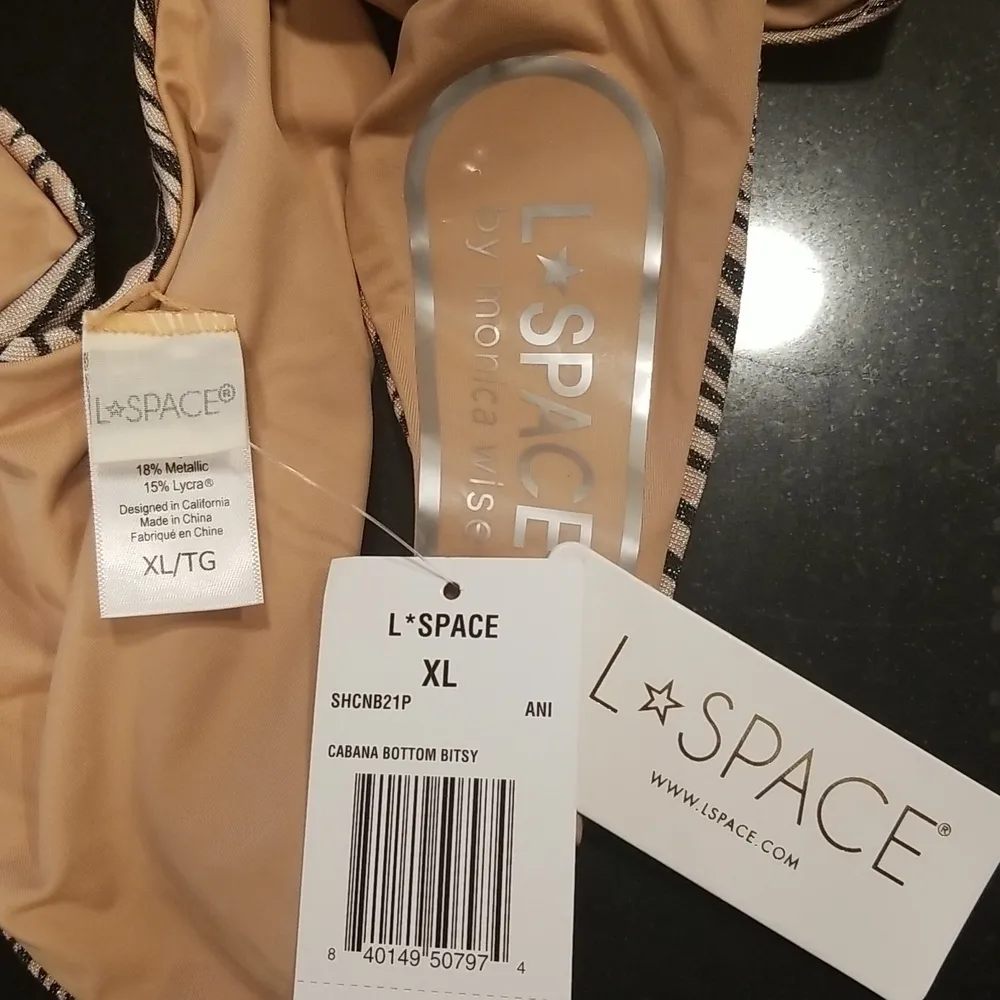 L☆SPACE®
18% Metallic
15% Lycra®
Designed in California
Made in China
Fabriqué en Chine
XL/TG
L★SPACE
by monica wise
L*SPACE
XL
SHCNB21P
ANI
CABANA BOTTOM BITSY
8 40149 50797 4
L☆SPACE®
WWW.LSPACE.COM